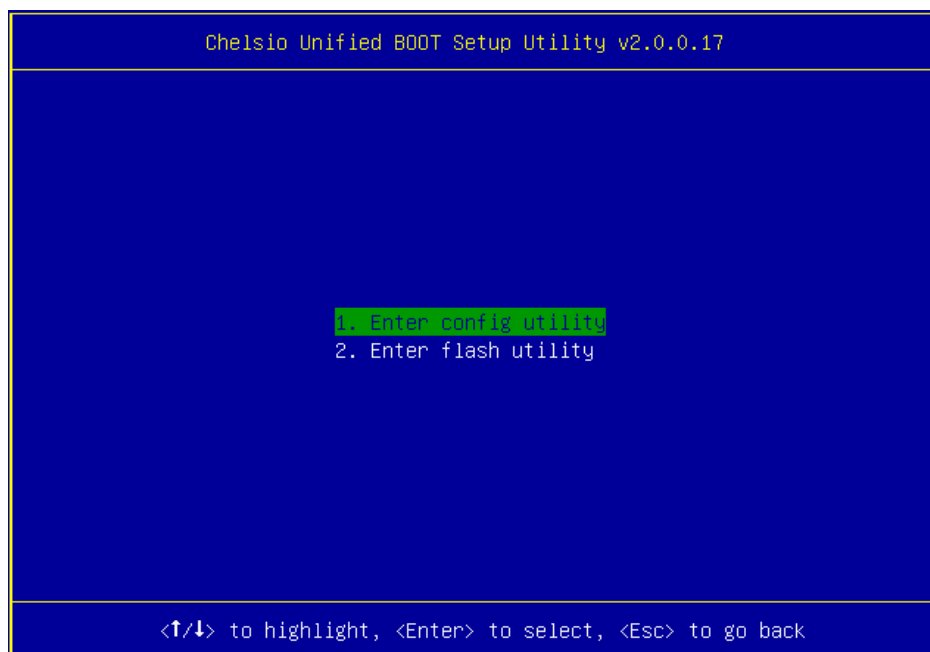 Chelsio Unified BOOT Setup Utility v2.0.0.17
1. Enter config utility
2. Enter flash utility
<↑/↓> to highlight, <Enter> to select, <Esc> to go back